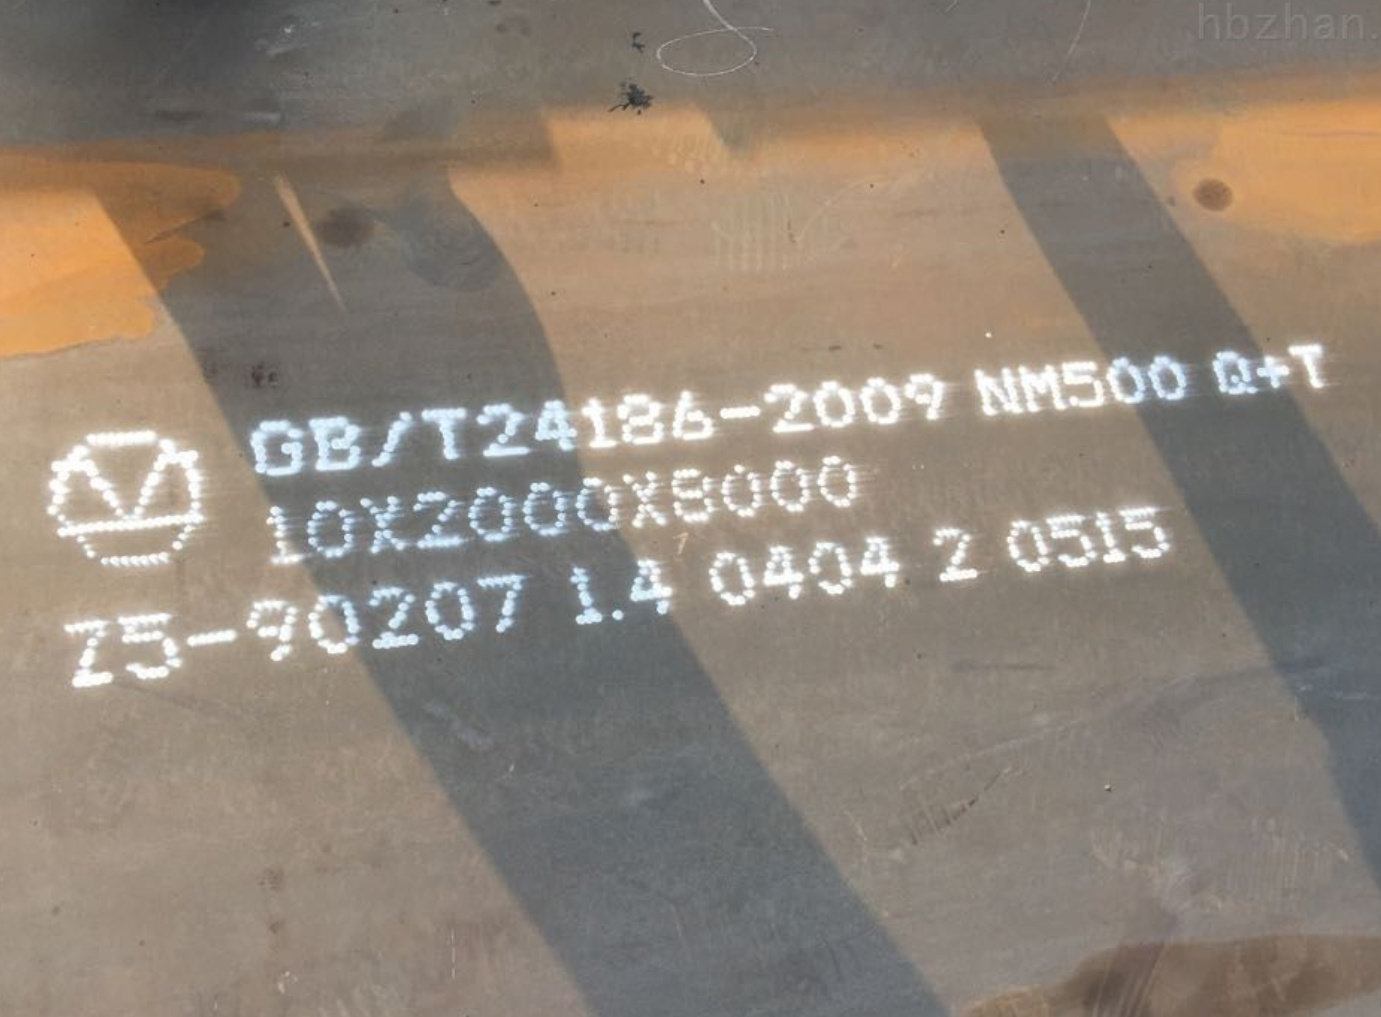 hbzhan.
GB/T24186-2009 NM500 Q+T
10X2000X8000
Z5-90207 1.4 0404 2 0515